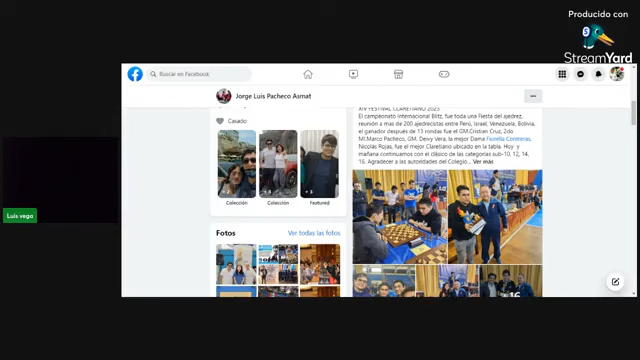 Producido con
StreamYard
Buscar en Facebook
Jorge Luis Pacheco Asmat
Casado
Colección
Colección
Featured
Fotos
Ver todas las fotos
XIV FESTIVAL CLARETIANO 2023
El campeonato Internacional Blitz, fue toda una Fiesta del ajedrez,
reunión a mas de 200 ajedrecistas entre Perú, Israel, Venezuela, Bolivia,
el ganador después de 13 rondas fue el GM.Cristian Cruz, 2do
MI.Marco Pacheco, GM. Deivy Vera, la mejor Dama Fiorella Contreras,
Nicolás Rojas, fue el mejor Claretiano ubicado en la tabla. Hoy y
mañana continuamos con el clásico de las categorías sub-10, 12, 14,
16. Agradecer a las autoridades del Colegio... Ver más
Luis vega